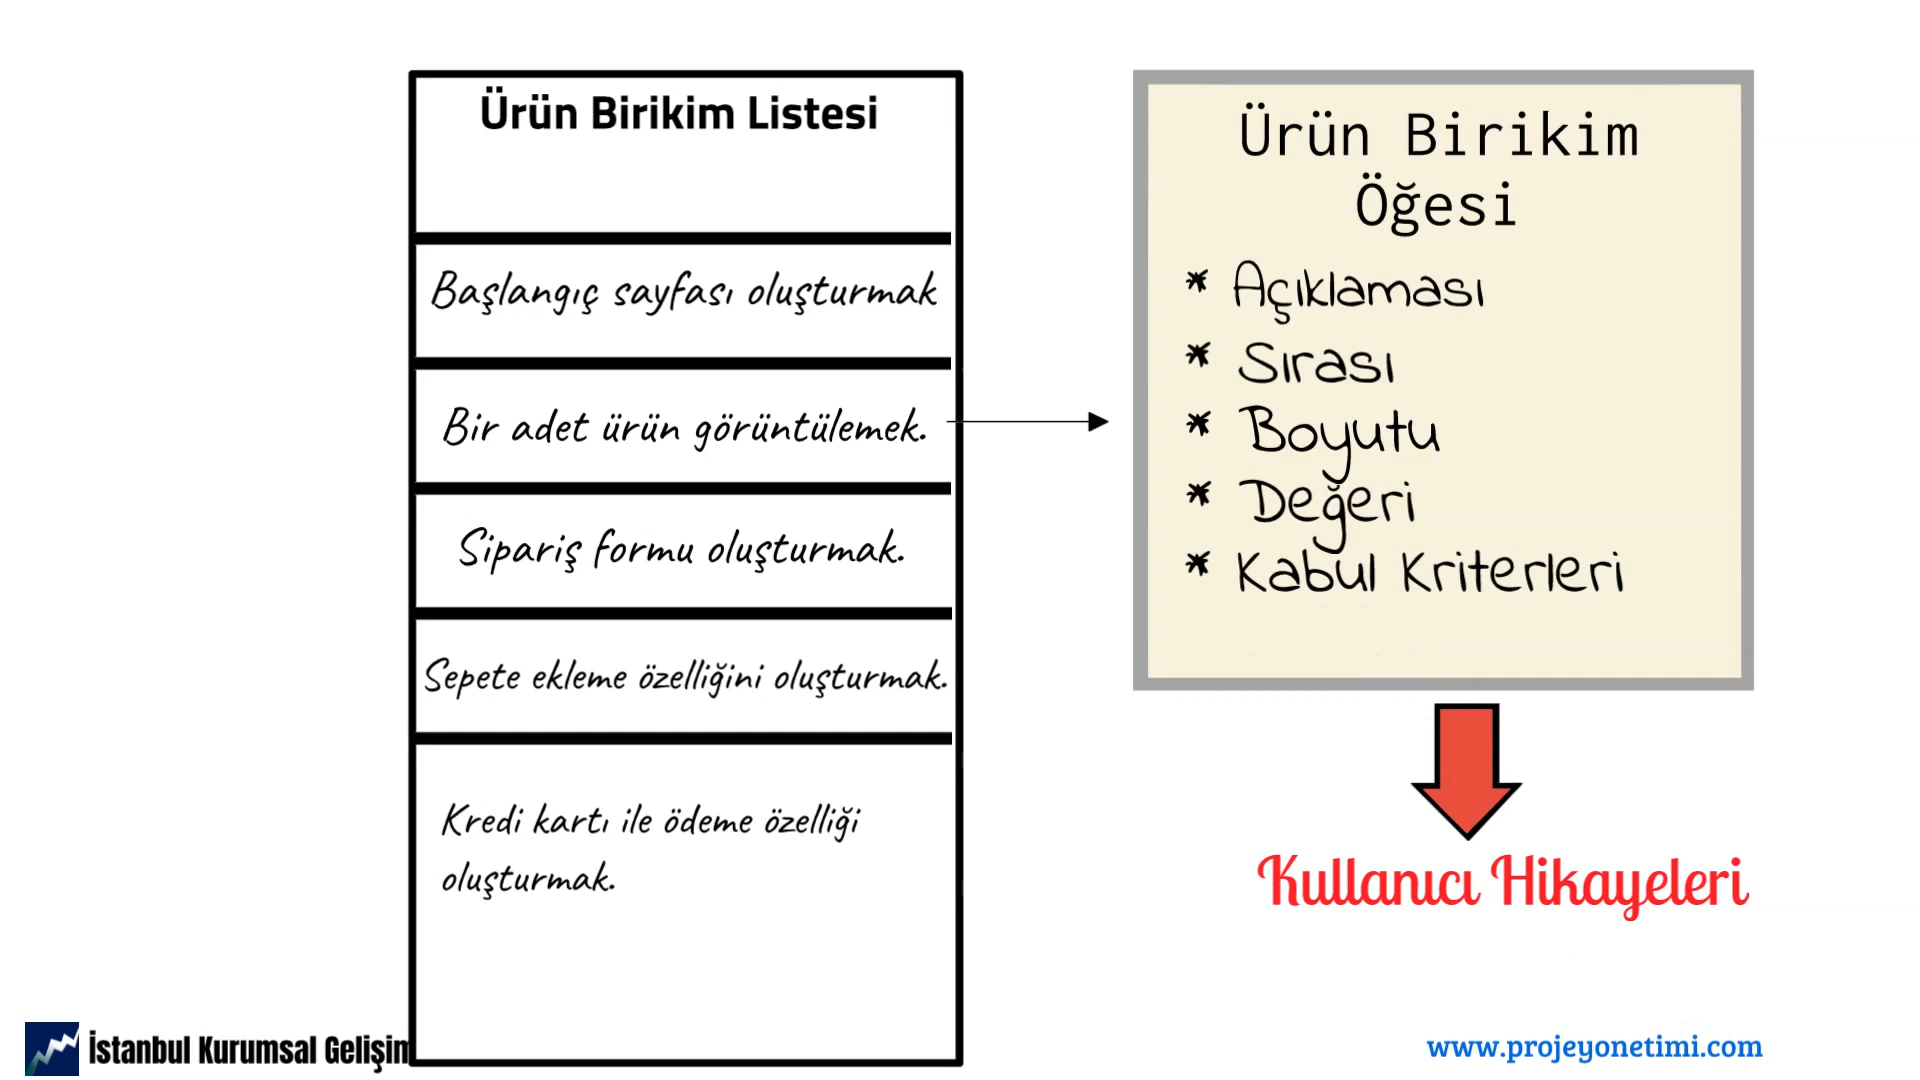 Ürün Birikim Listesi
Başlangıç sayfası oluşturmak
Bir adet ürün görüntülemek.
Sipariş formu oluşturmak.
Sepete ekleme özelliğini oluşturmak.
Kredi kartı ile ödeme özelliği
oluşturmak.
Ürün Birikim
Öğesi
* Açıklaması
* Sırası
* Boyutu
* Değeri
* Kabul Kriterleri
Kullanıcı Hikayeleri
İstanbul Kurumsal Gelişim
www.projeyonetimi.com